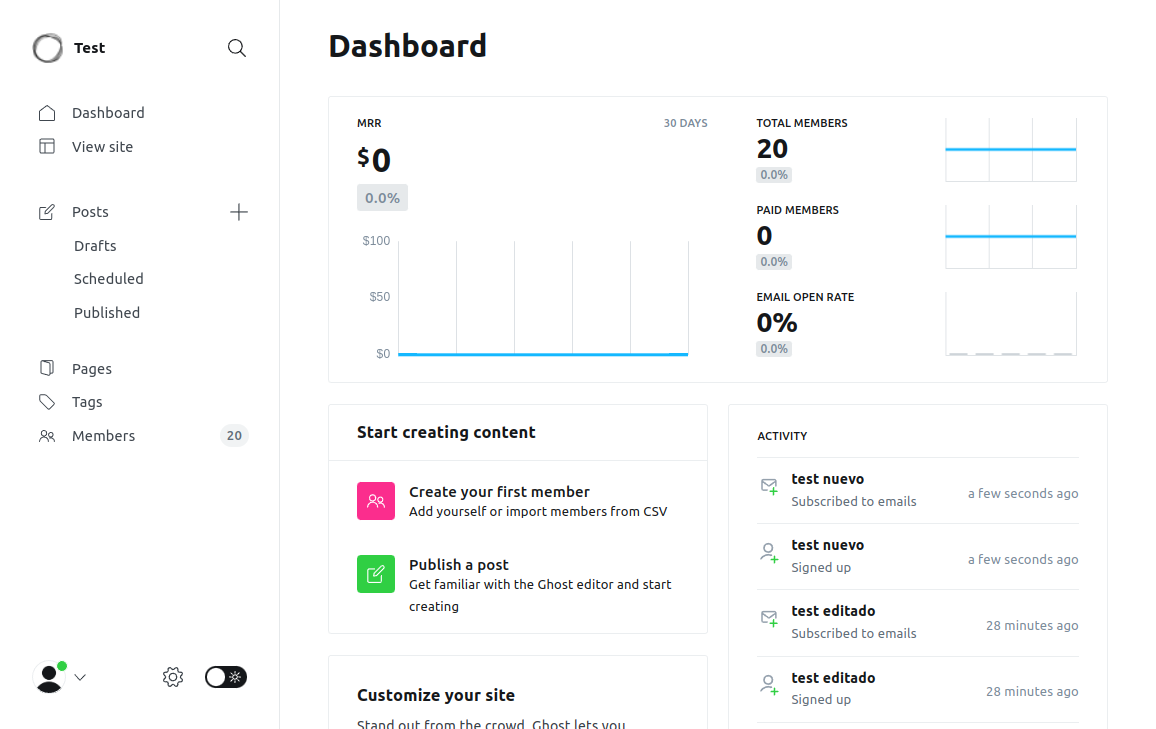 Test
Dashboard
View site
Posts
Drafts
Scheduled
Published
Pages
Tags
Members 20
Dashboard
MRR 30 DAYS
$0
0.0%
$100
$50
$0
TOTAL MEMBERS
20
0.0%
PAID MEMBERS
0
0.0%
EMAIL OPEN RATE
0%
0.0%
Start creating content
Create your first member
Add yourself or import members from CSV
Publish a post
Get familiar with the Ghost editor and start
creating
Customize your site
Stand out from the crowd. Ghost lets you
ACTIVITY
test nuevo
Subscribed to emails
a few seconds ago
test nuevo
Signed up
a few seconds ago
test editado
Subscribed to emails
28 minutes ago
test editado
Signed up
28 minutes ago